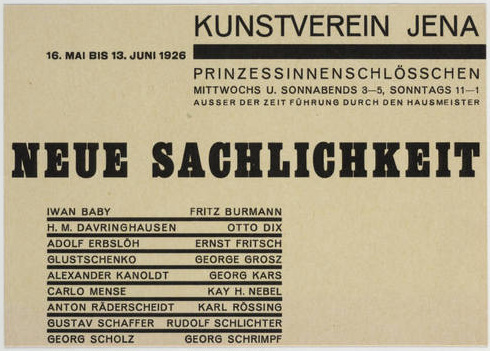 KUNSTVEREIN JENA
16. MAI BIS 13. JUNI 1926
PRINZESSINNENSCHLÖSSCHEN
MITTWOCHS U. SONNABENDS 3—5, SONNTAGS 11—1
AUSSER DER ZEIT FÜHRUNG DURCH DEN HAUSMEISTER
NEUE SACHLICHKEIT
IWAN BABY FRITZ BURMANN
H. M. DAVRINGHAUSEN OTTO DIX
ADOLF ERBSLÖH ERNST FRITSCH
GLUSTSCHENKO GEORGE GROSZ
ALEXANDER KANOLDT GEORG KARS
CARLO MENSE KAY H. NEBEL
ANTON RÄDERSCHEIDT KARL RÖSSING
GUSTAV SCHAFFER RUDOLF SCHLICHTER
GEORG SCHOLZ GEORG SCHRIMPF